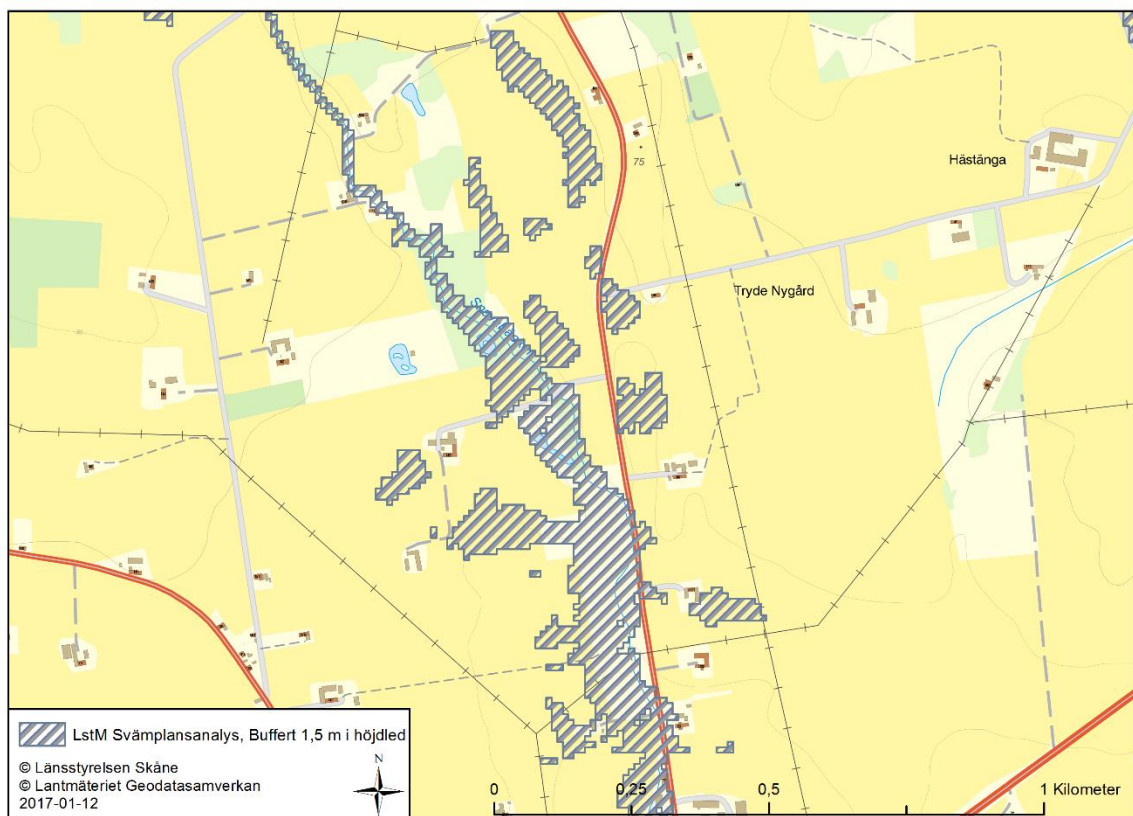 Hästänga
75
Tryde Nygård
LstM Svämplansanalys, Buffert 1,5 m i höjdled
© Länsstyrelsen Skåne
© Lantmäteriet Geodatasamverkan
2017-01-12
N
0 0,25 0,5 1 Kilometer